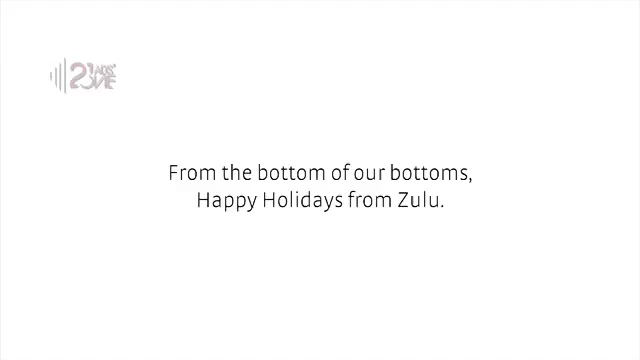 From the bottom of our bottoms,
Happy Holidays from Zulu.